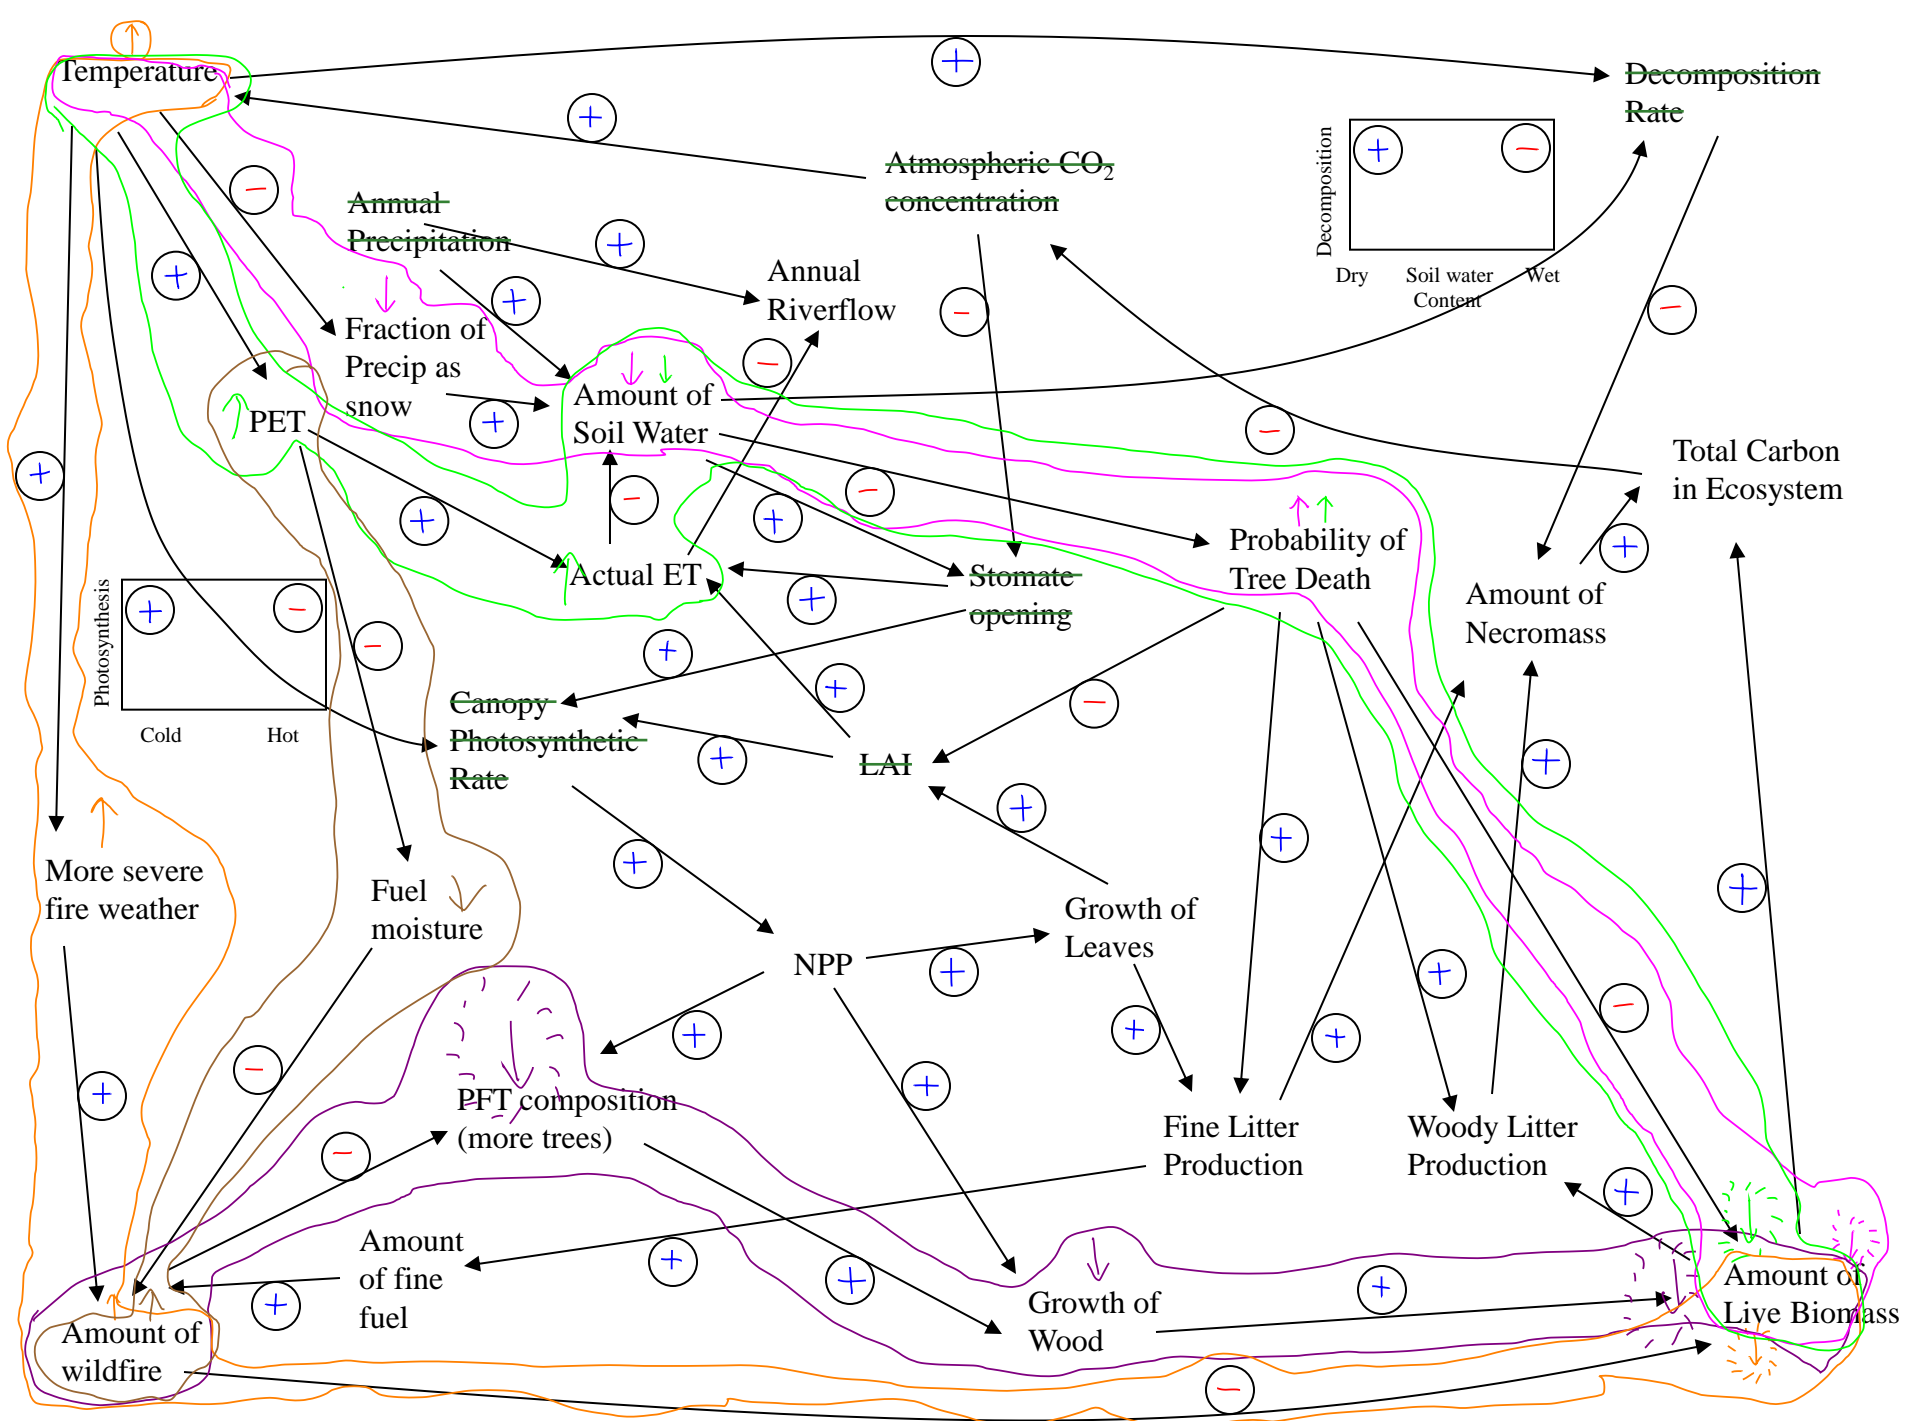 Temperature
Decomposition
Rate
Atmospheric CO₂
concentration
Annual
Precipitation
Annual
Riverflow
Decomposition
Dry
Soil water
Content
Wet
Fraction of
Precip as
snow
PET
Amount of
Soil Water
Total Carbon
in Ecosystem
Probability of
Tree Death
Actual ET
Stomate
opening
Amount of
Necromass
Photosynthesis
Cold
Hot
Canopy
Photosynthetic
Rate
LAI
More severe
fire weather
Fuel
moisture
NPP
Growth of
Leaves
PFT composition
(more trees)
Fine Litter
Production
Woody Litter
Production
Amount
of fine
fuel
Growth of
Wood
Amount of
Live Biomass
Amount of
wildfire